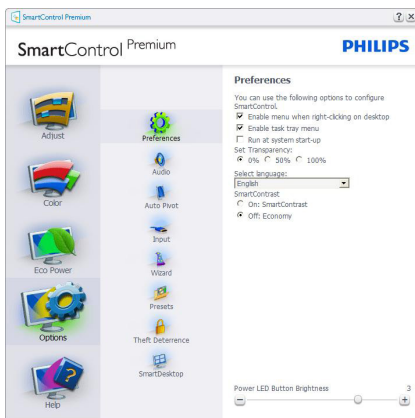 SmartControl Premium
SmartControl Premium
PHILIPS
Adjust
Color
Eco Power
Options
Help
Preferences
Audio
Auto Pivot
Input
Wizard
Presets
Theft Deterrence
SmartDesktop
Preferences
You can use the following options to configure
SmartControl.
Enable menu when right-clicking on desktop
Enable task tray menu
Run at system start-up
Set Transparency:
0% 50% 100%
Select language:
English
SmartContrast
On: SmartContrast
Off: Economy
Power LED Button Brightness 3